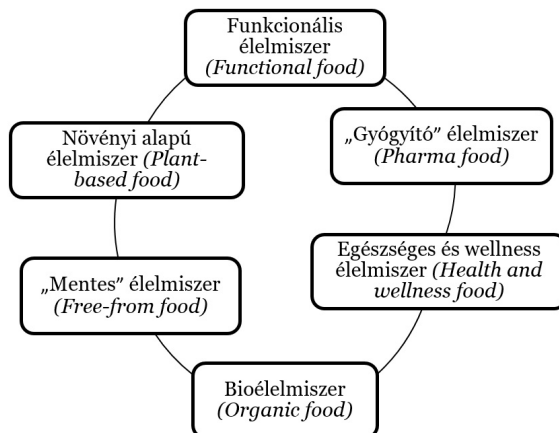 Funkcionális
élelmiszer
(Functional food)
„Gyógyító” élelmiszer
(Pharma food)
Egészséges és wellness
élelmiszer (Health and
wellness food)
Bioélelmiszer
(Organic food)
„Mentes” élelmiszer
(Free-from food)
Növényi alapú
élelmiszer (Plant-
based food)